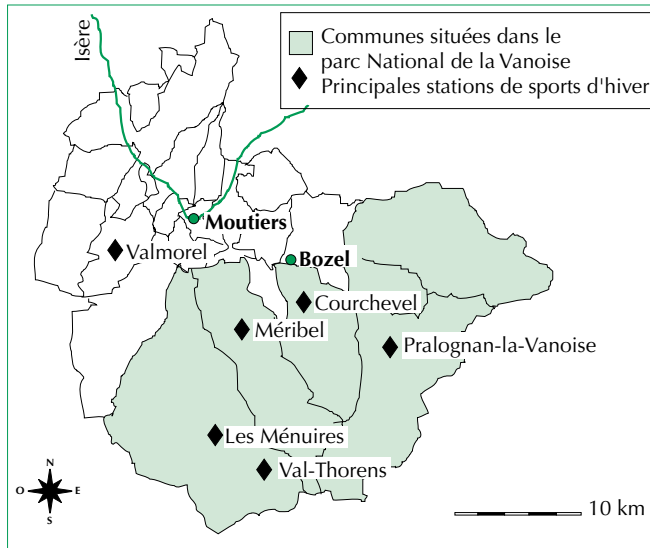 Isère
Communes situées dans le
parc National de la Vanoise
Principales stations de sports d'hiver
Moutiers
Valmorel
Bozel
Courchevel
Méribel
Pralognan-la-Vanoise
Les Ménuires
Val-Thorens
N
O
E
S
10 km